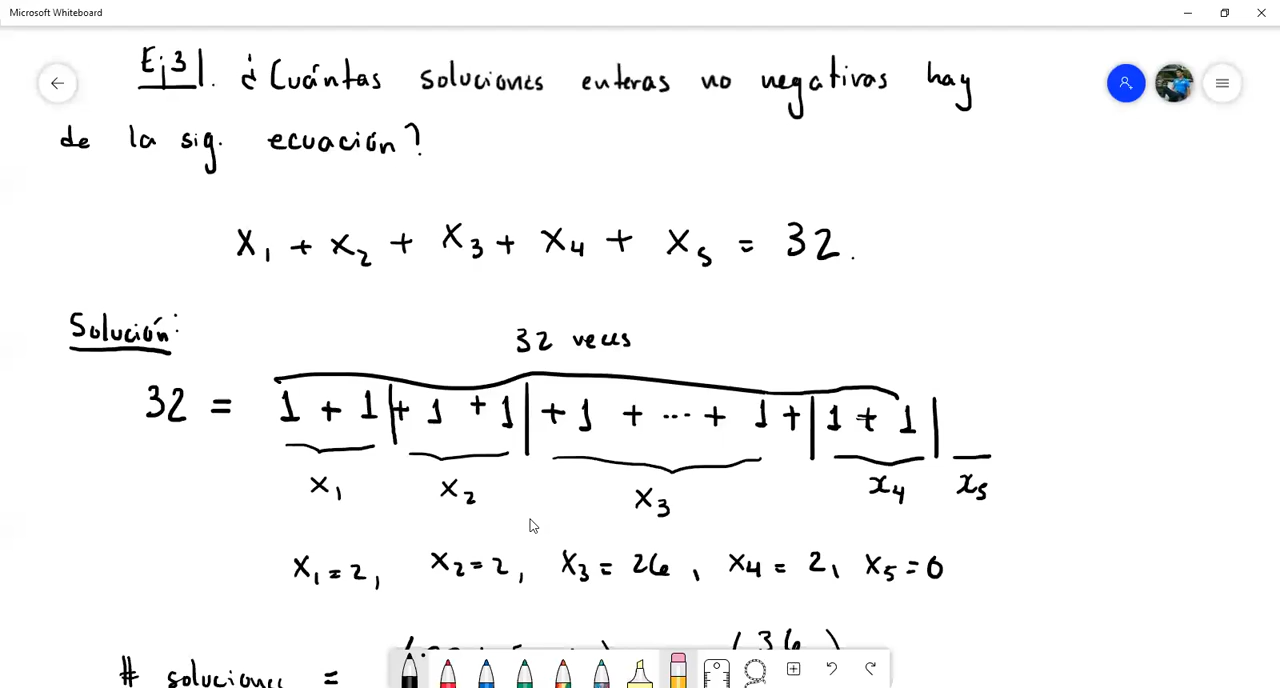 Microsoft Whiteboard
Ej 3|. ¿Cuántas soluciones enteras no negativas hay
de la sig. ecuación?
x₁ + x₂ + x₃ + x₄ + x₅ = 32.
Solución:
32 veces
32 = 1 + 1 | + 1 + 1 | + 1 + ... + 1 + | 1 + 1 |
x₁ x₂ x₃ x₄ x₅
x₁ = 2, x₂ = 2, x₃ = 26, x₄ = 2, x₅ = 0
# soluciones = (36)